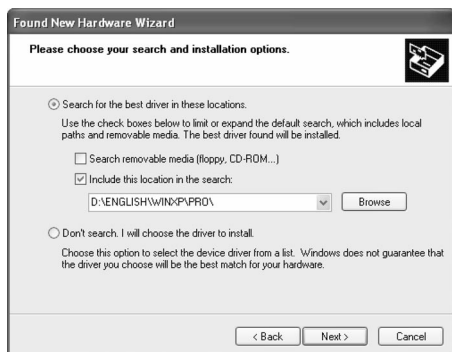 Found New Hardware Wizard
Please choose your search and installation options.
Search for the best driver in these locations.
Use the check boxes below to limit or expand the default search, which includes local
paths and removable media. The best driver found will be installed.
Search removable media (floppy, CD-ROM...)
Include this location in the search:
D:\ENGLISH\WINXP\PRO\
Browse
Don't search. I will choose the driver to install.
Choose this option to select the device driver from a list. Windows does not guarantee that
the driver you choose will be the best match for your hardware.
< Back
Next >
Cancel